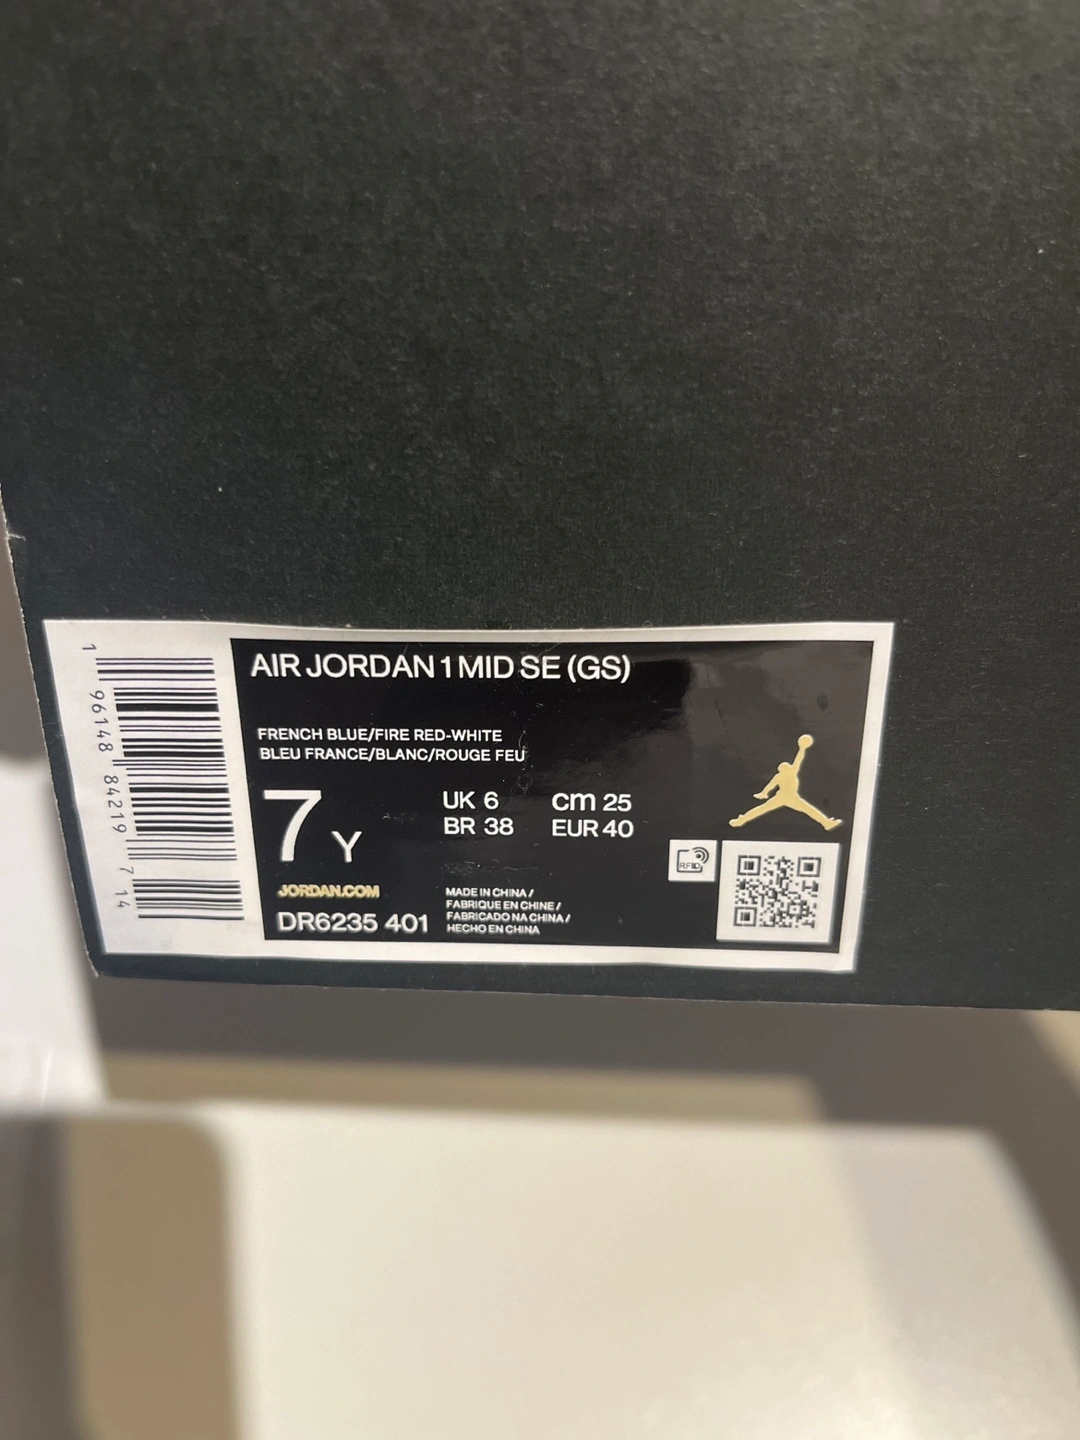 AIR JORDAN 1 MID SE (GS)
FRENCH BLUE/FIRE RED-WHITE
BLEU FRANCE/BLANC/ROUGE FEU
7 Y
UK 6
BR 38
cm 25
EUR 40
RFID
JORDAN.COM
DR6235 401
MADE IN CHINA /
FABRIQUE EN CHINE /
FABRICADO NA CHINA /
HECHO EN CHINA
1 96148 84219 7 14